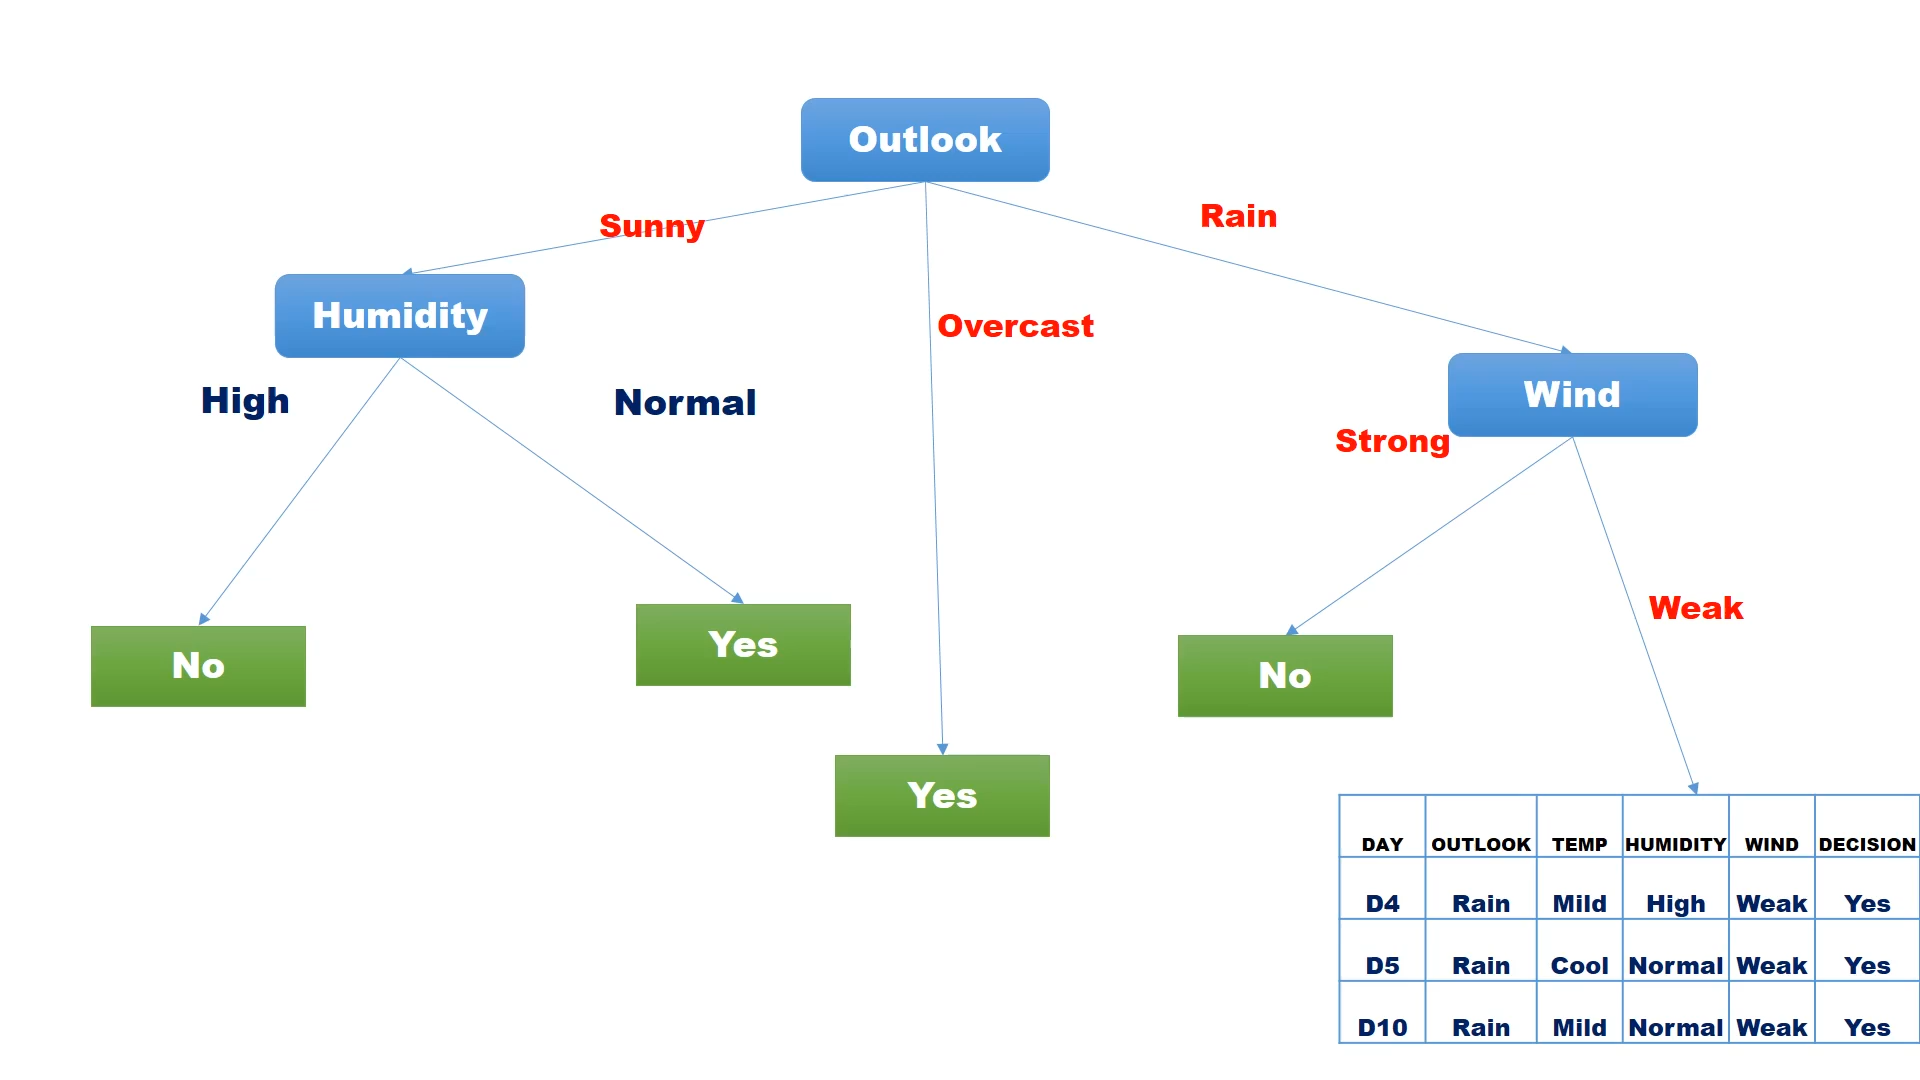 Outlook
Sunny
Rain
Humidity
Overcast
Wind
High
Normal
Strong
Weak
No
Yes
No
Yes
DAY OUTLOOK TEMP HUMIDITY WIND DECISION
D4 Rain Mild High Weak Yes
D5 Rain Cool Normal Weak Yes
D10 Rain Mild Normal Weak Yes